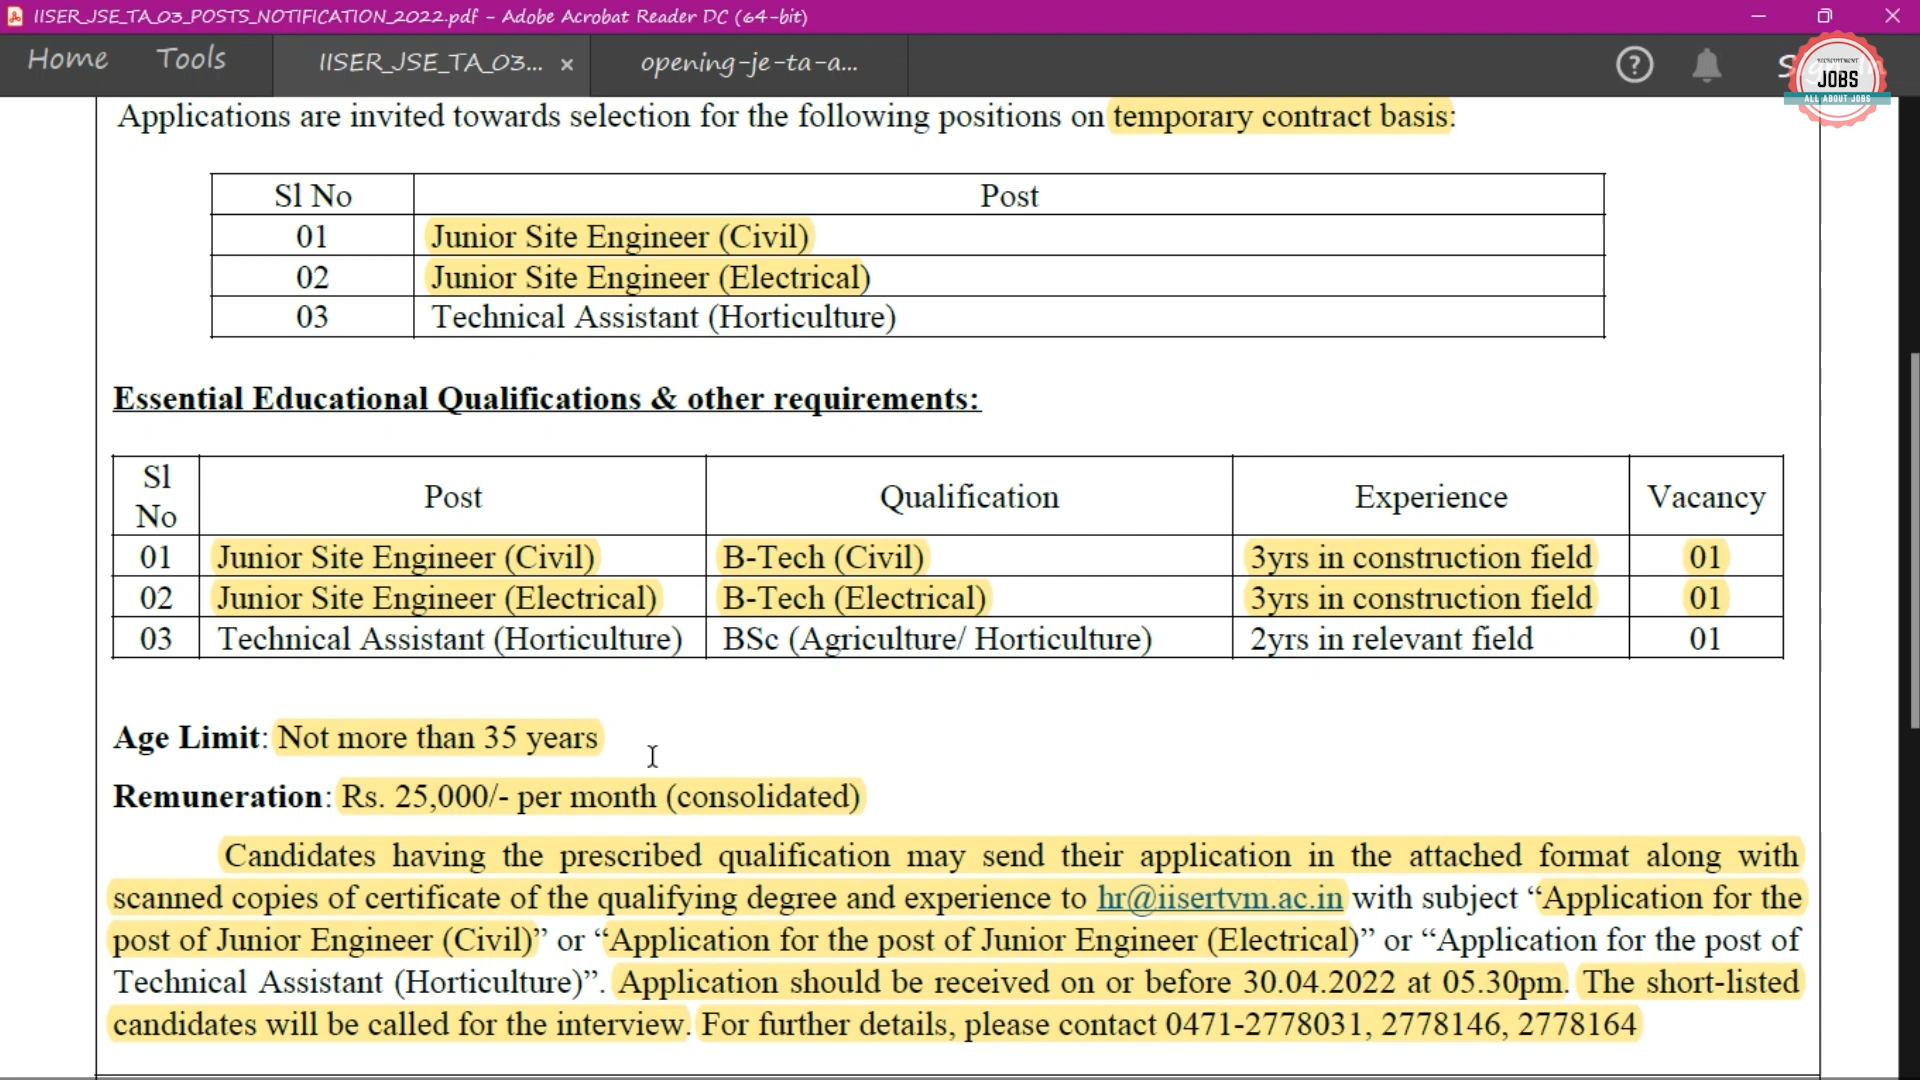 IISER_JSE_TA_03_POSTS_NOTIFICATION_2022.pdf - Adobe Acrobat Reader DC (64-bit)
Home Tools IISER_JSE_TA_03... opening-je-ta-a...
RECRUITMENT
JOBS
ALL ABOUT JOBS
Applications are invited towards selection for the following positions on temporary contract basis:
Sl No Post
01 Junior Site Engineer (Civil)
02 Junior Site Engineer (Electrical)
03 Technical Assistant (Horticulture)
Essential Educational Qualifications & other requirements:
Sl No Post Qualification Experience Vacancy
01 Junior Site Engineer (Civil) B-Tech (Civil) 3yrs in construction field 01
02 Junior Site Engineer (Electrical) B-Tech (Electrical) 3yrs in construction field 01
03 Technical Assistant (Horticulture) BSc (Agriculture/ Horticulture) 2yrs in relevant field 01
Age Limit: Not more than 35 years
Remuneration: Rs. 25,000/- per month (consolidated)
Candidates having the prescribed qualification may send their application in the attached format along with
scanned copies of certificate of the qualifying degree and experience to hr@iisertvm.ac.in with subject “Application for the
post of Junior Engineer (Civil)” or “Application for the post of Junior Engineer (Electrical)” or “Application for the post of
Technical Assistant (Horticulture)”. Application should be received on or before 30.04.2022 at 05.30pm. The short-listed
candidates will be called for the interview. For further details, please contact 0471-2778031, 2778146, 2778164